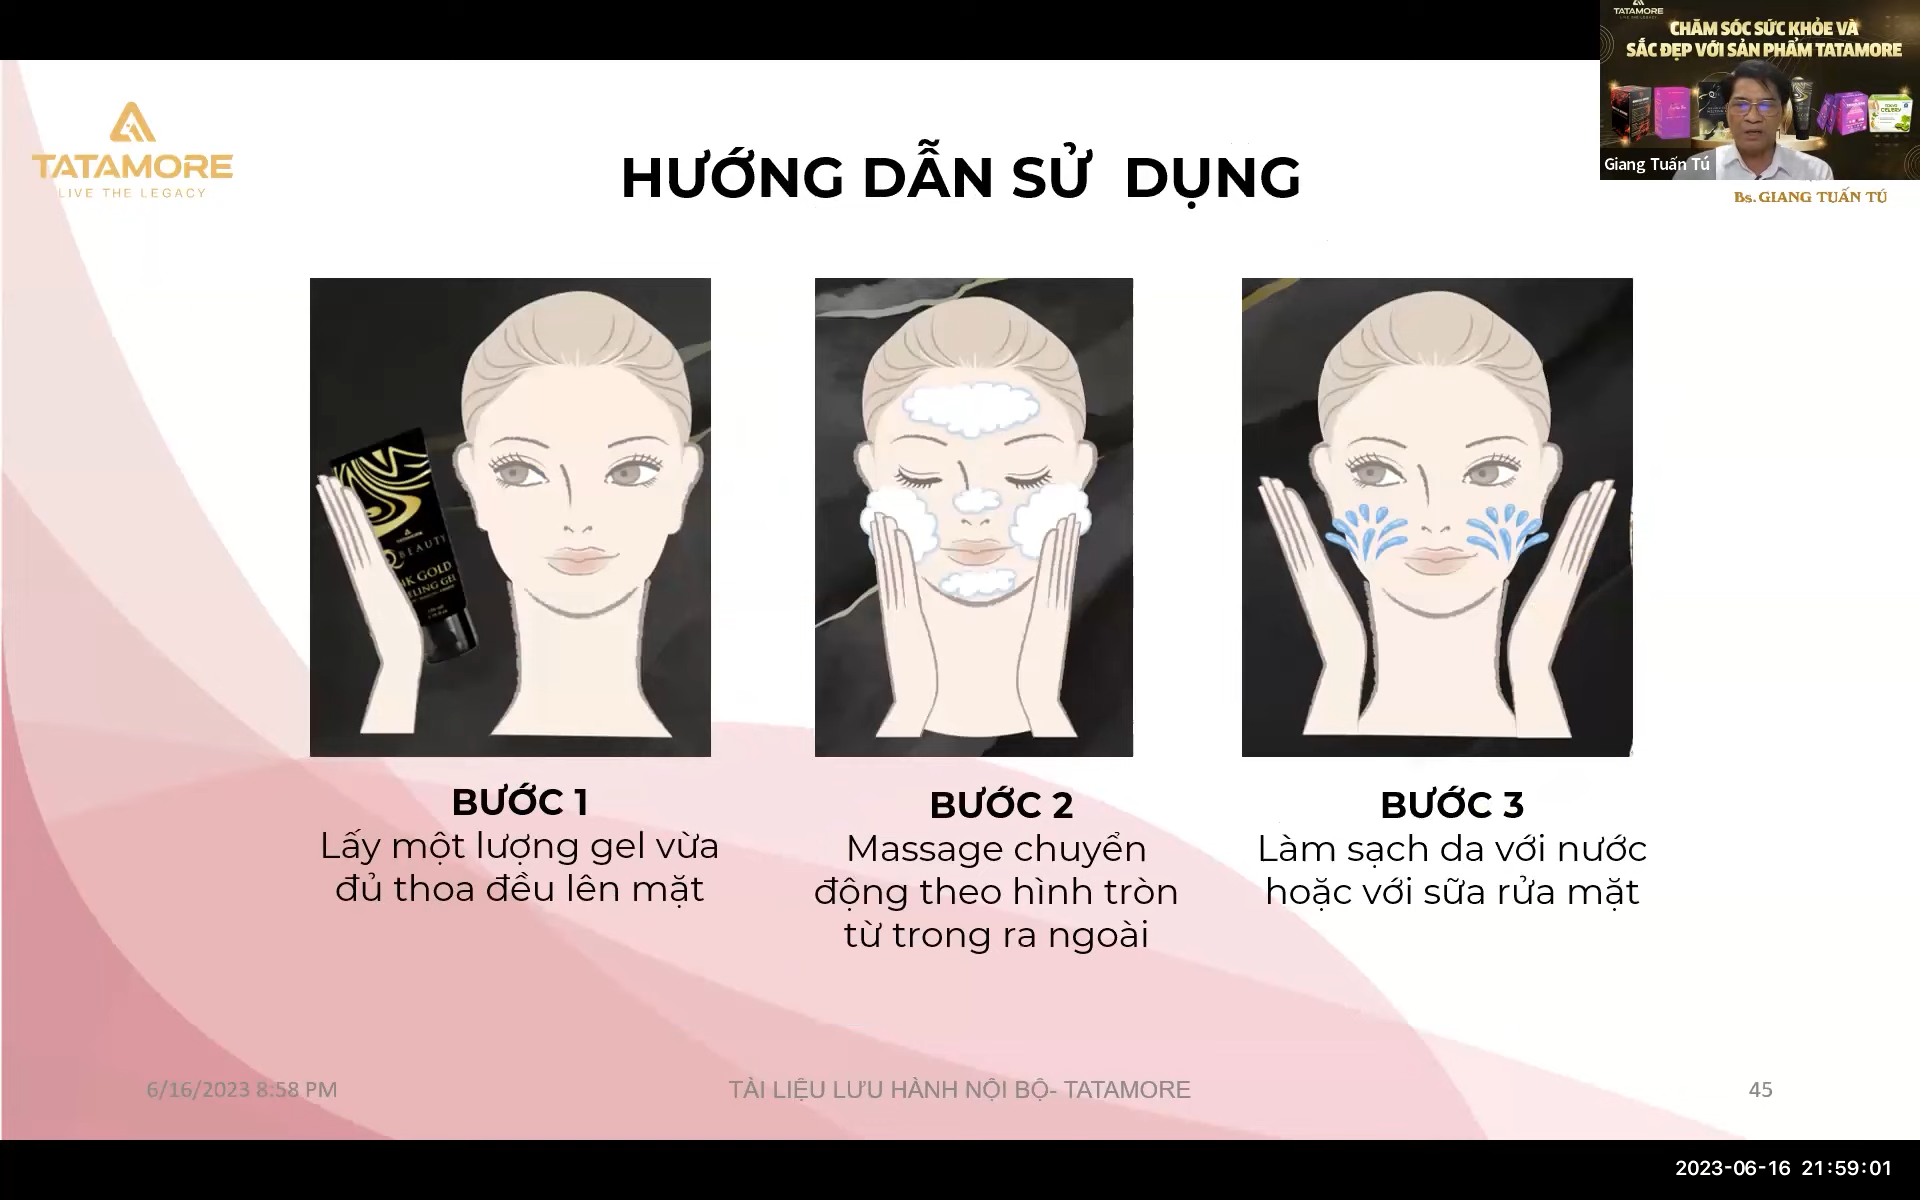 TATAMORE
CHĂM SÓC SỨC KHỎE VÀ
SẮC ĐẸP VỚI SẢN PHẨM TATAMORE
Giang Tuấn Tú
Bs. GIANG TUẤN TÚ
TATAMORE
LIVE THE LEGACY
HƯỚNG DẪN SỬ DỤNG
TATAMORE
BEAUTY
GOLD
BƯỚC 1
Lấy một lượng gel vừa
đủ thoa đều lên mặt
BƯỚC 2
Massage chuyển
động theo hình tròn
từ trong ra ngoài
BƯỚC 3
Làm sạch da với nước
hoặc với sữa rửa mặt
6/16/2023 8:58 PM
TÀI LIỆU LƯU HÀNH NỘI BỘ- TATAMORE
45
2023-06-16 21:59:01